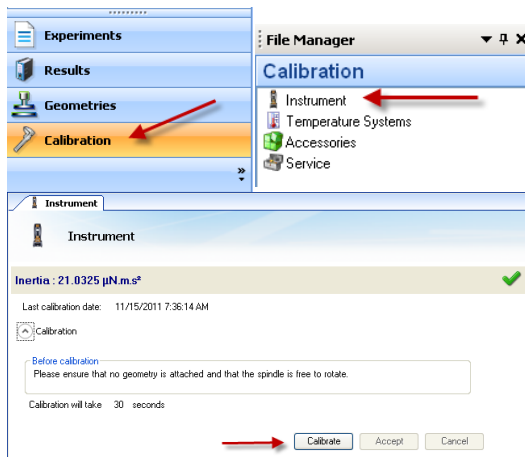 Experiments
Results
Geometries
Calibration
File Manager
Calibration
Instrument
Temperature Systems
Accessories
Service
Instrument
Instrument
Inertia : 21.0325 µN.m.s²
Last calibration date: 11/15/2011 7:36:14 AM
Calibration
Before calibration
Please ensure that no geometry is attached and that the spindle is free to rotate.
Calibration will take 30 seconds
Calibrate Accept Cancel